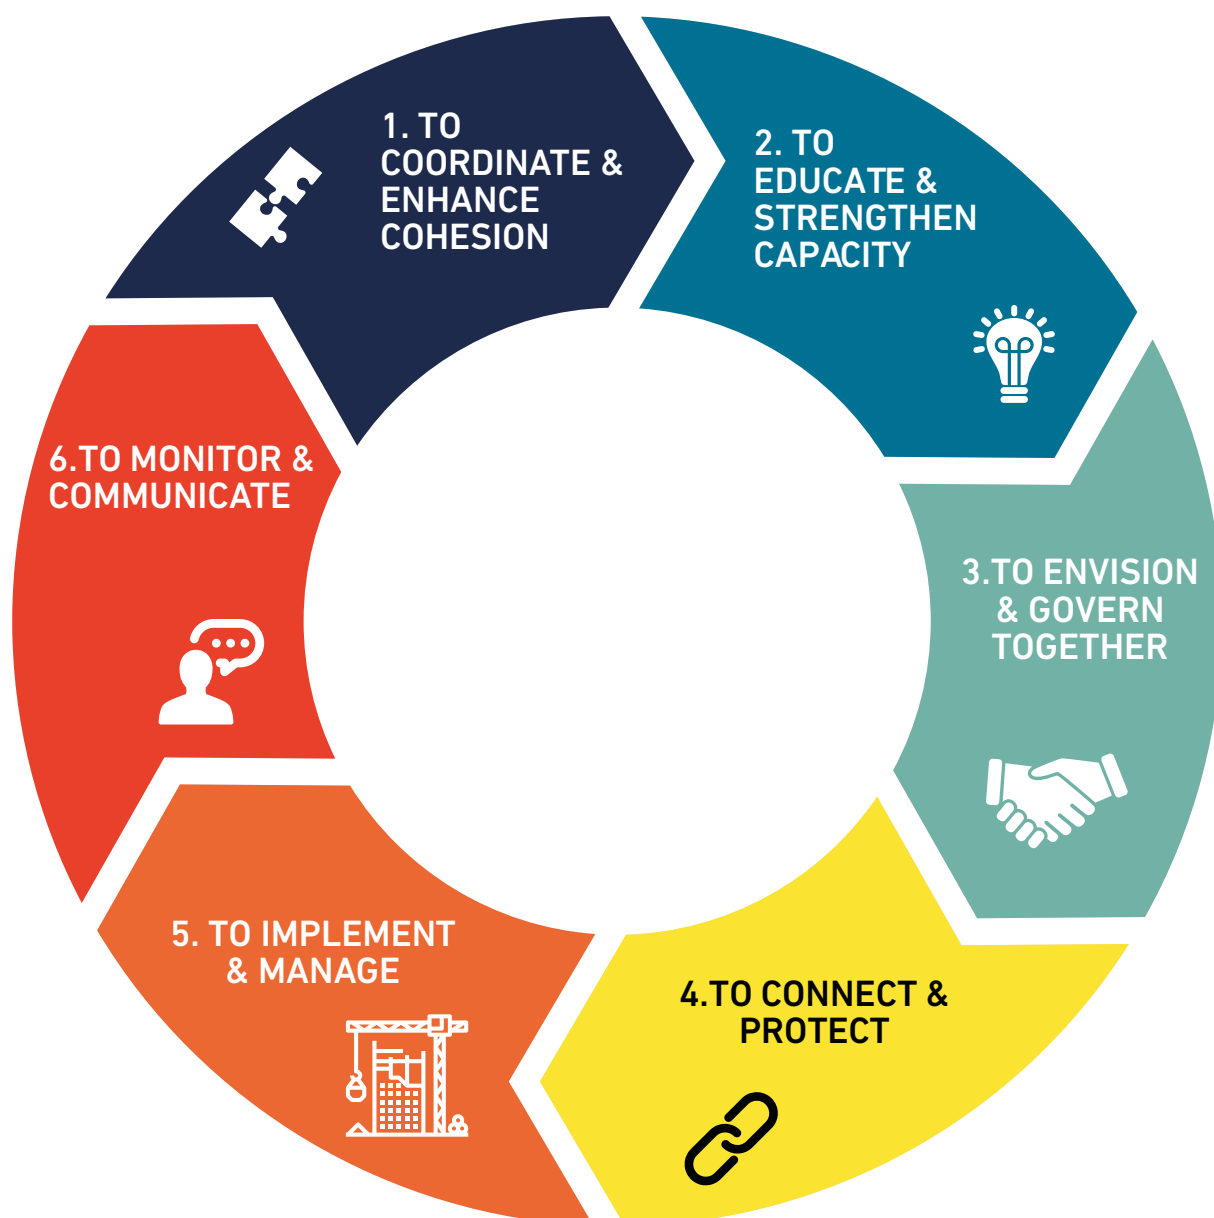 1. TO
COORDINATE &
ENHANCE
COHESION
2. TO
EDUCATE &
STRENGTHEN
CAPACITY
3.TO ENVISION
& GOVERN
TOGETHER
4.TO CONNECT &
PROTECT
5. TO IMPLEMENT
& MANAGE
6.TO MONITOR &
COMMUNICATE